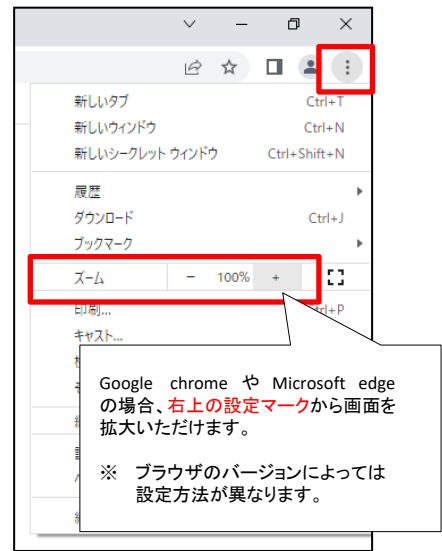 新しいタブ Ctrl+T
新しいウィンドウ Ctrl+N
新しいシークレット ウィンドウ Ctrl+Shift+N
履歴
ダウンロード Ctrl+J
ブックマーク
ズーム － 100% +
印刷... Ctrl+P
キャスト...
Google chrome や Microsoft edge
の場合、右上の設定マークから画面を
拡大いただけます。
※ ブラウザのバージョンによっては
設定方法が異なります。